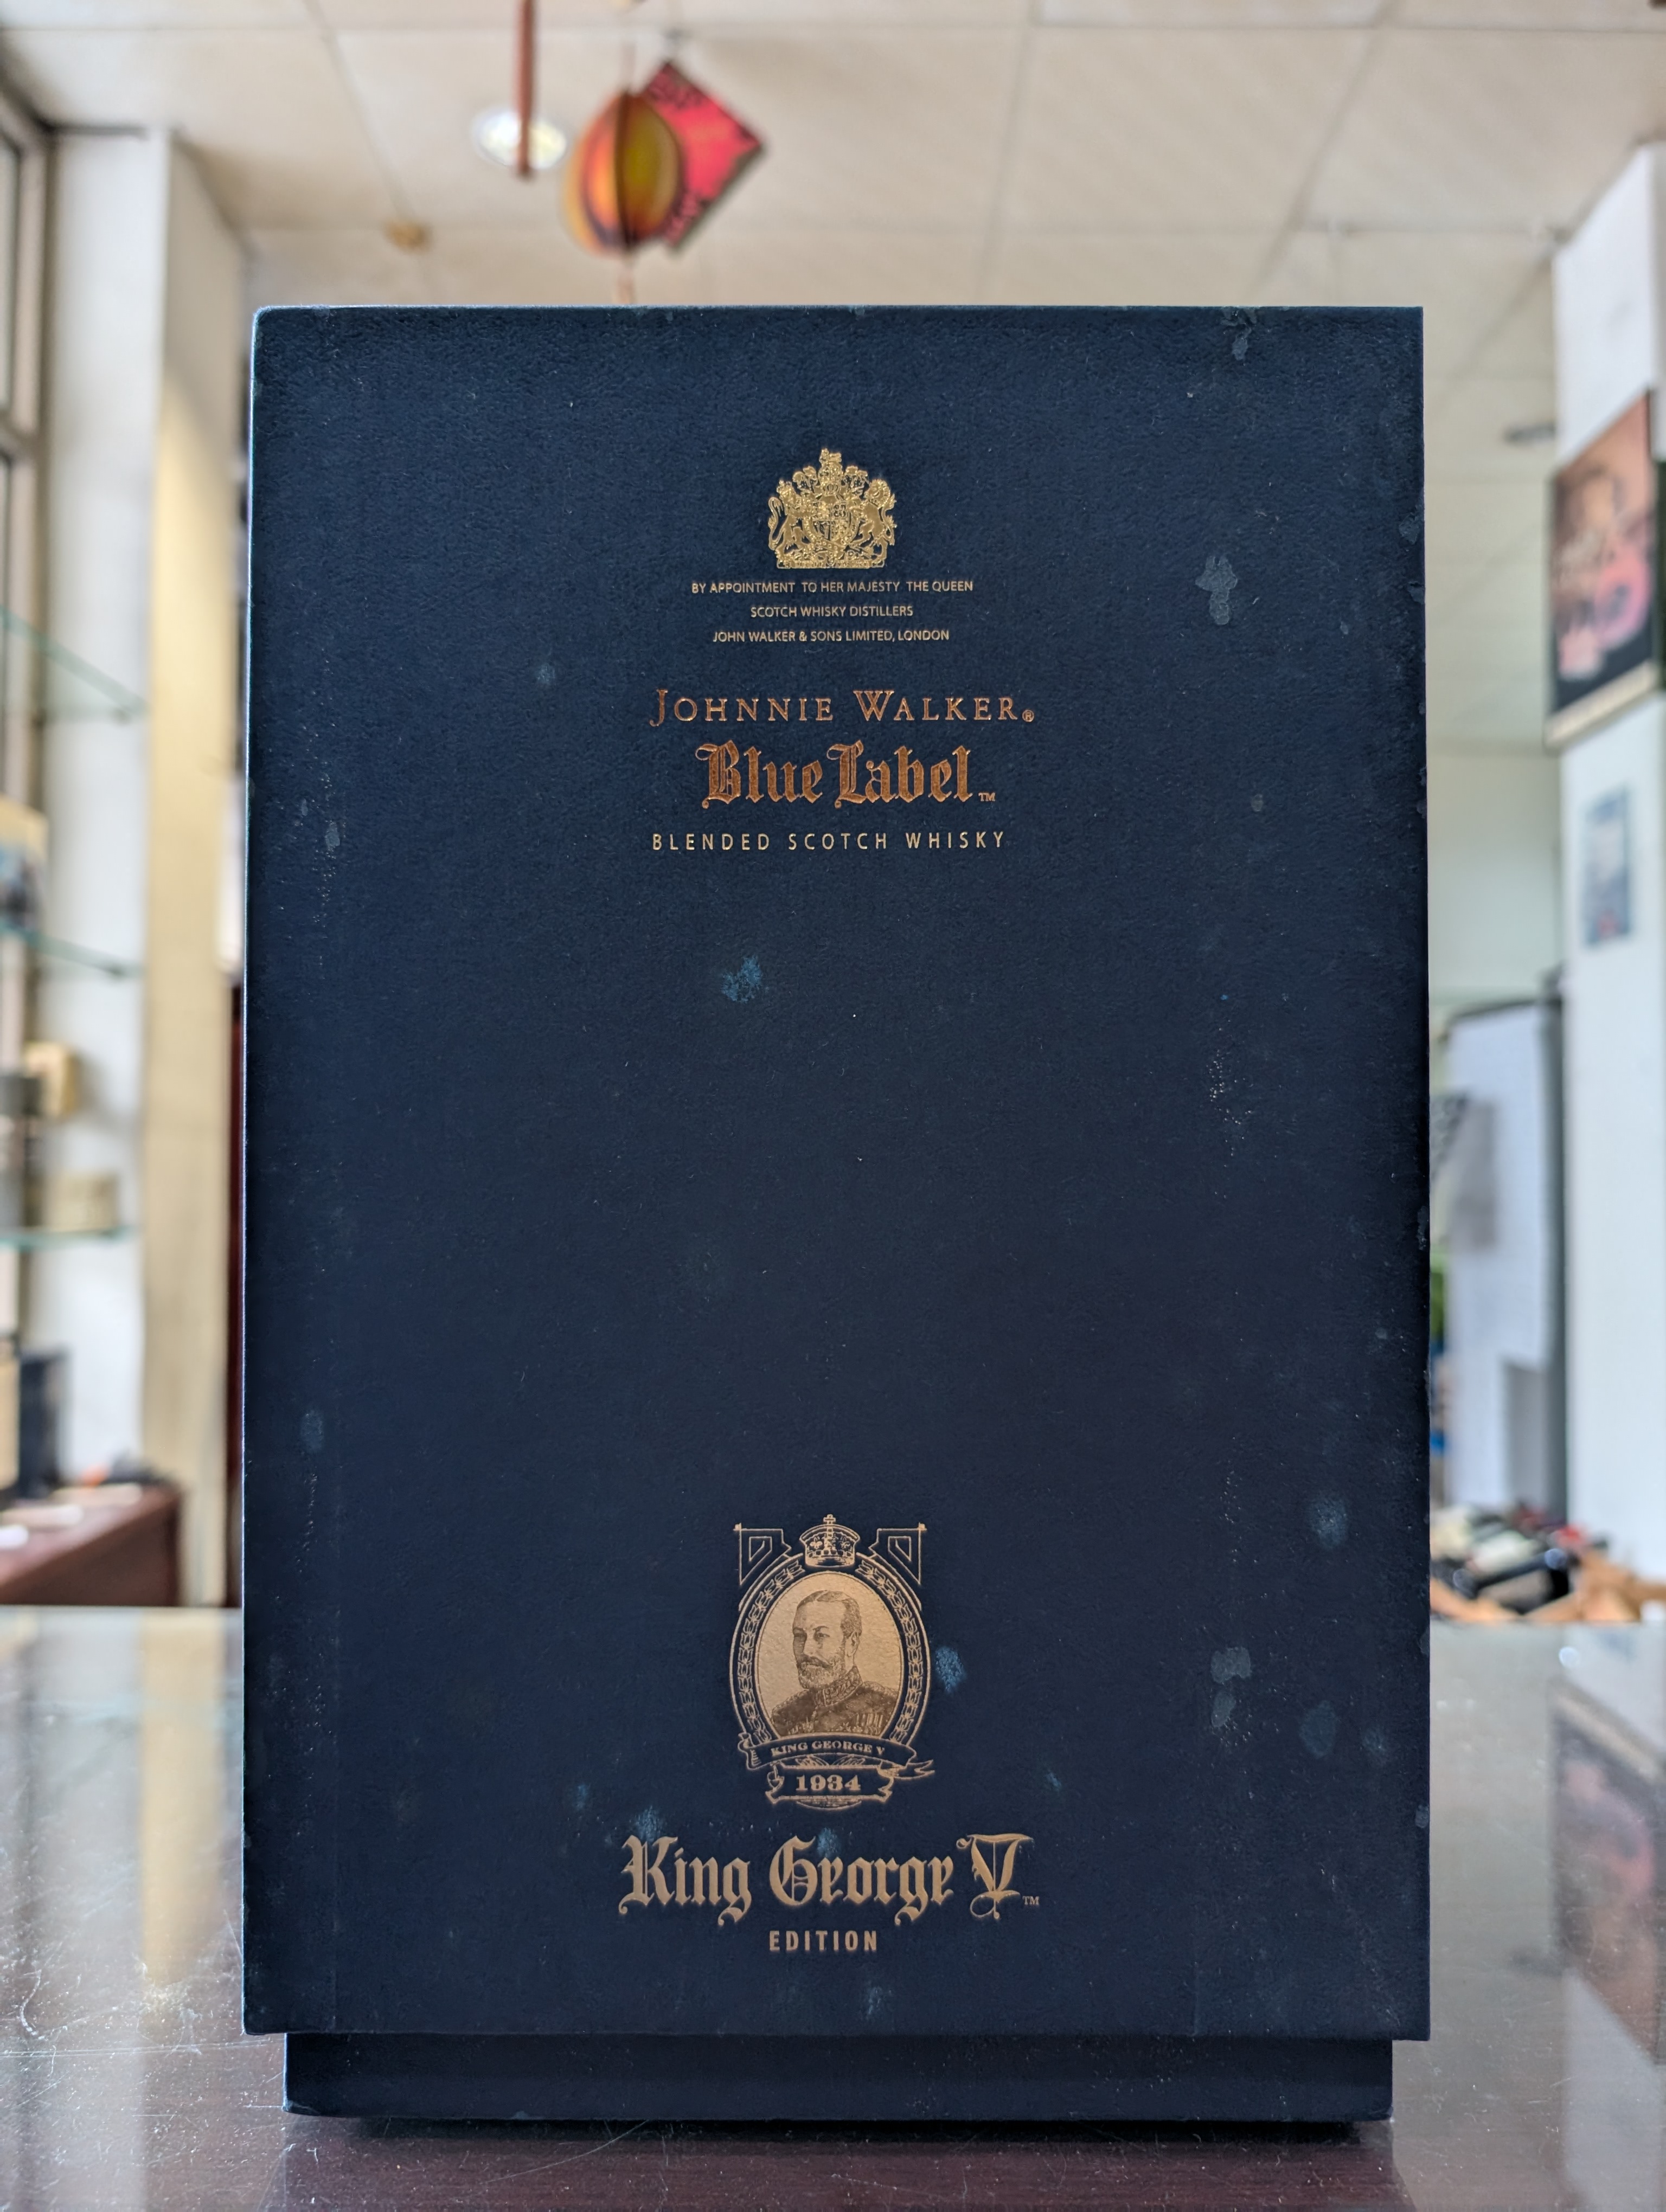 BY APPOINTMENT TO HER MAJESTY THE QUEEN
SCOTCH WHISKY DISTILLERS
JOHN WALKER & SONS LIMITED, LONDON
JOHNNIE WALKER®
Blue Label™
BLENDED SCOTCH WHISKY
KING GEORGE V
1934
King George V™
EDITION